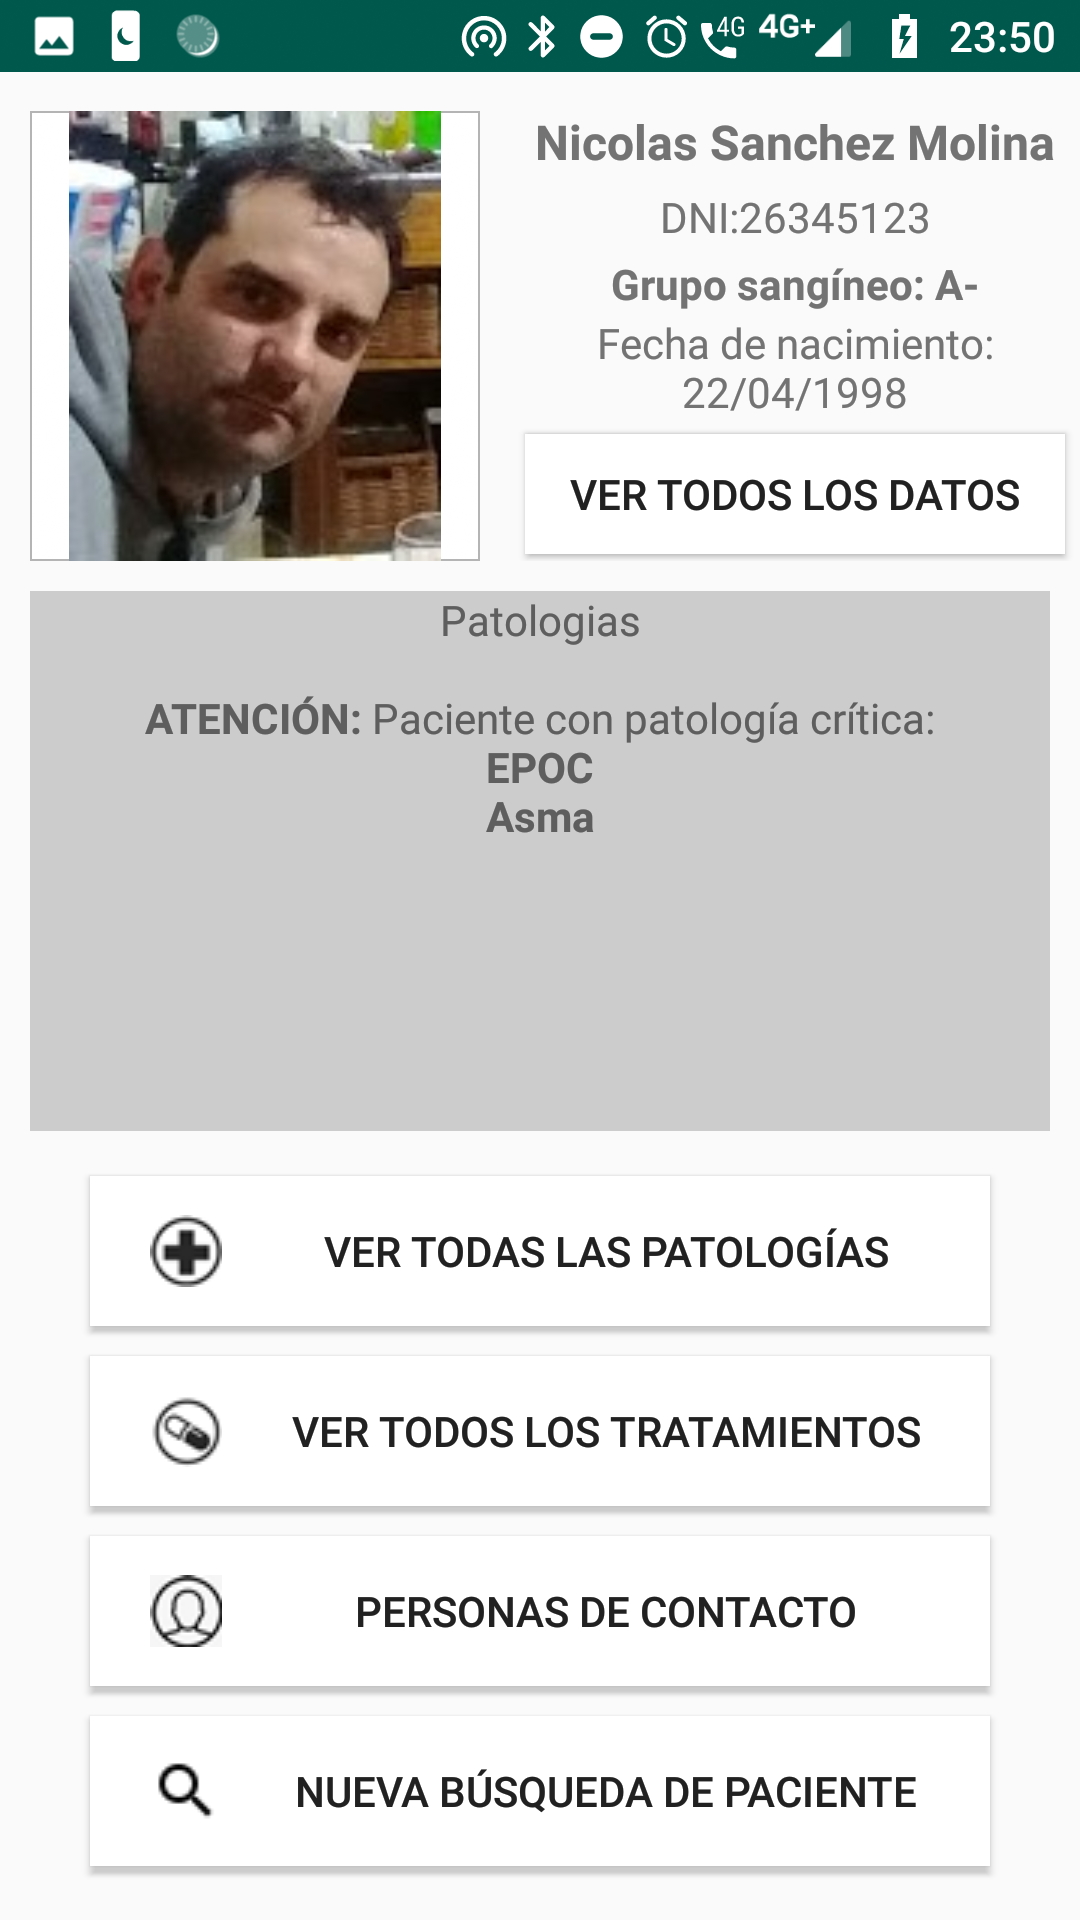 4G 4G+ 23:50
Nicolas Sanchez Molina
DNI:26345123
Grupo sangíneo: A-
Fecha de nacimiento:
22/04/1998
VER TODOS LOS DATOS
Patologias
ATENCIÓN: Paciente con patología crítica:
EPOC
Asma
VER TODAS LAS PATOLOGÍAS
VER TODOS LOS TRATAMIENTOS
PERSONAS DE CONTACTO
NUEVA BÚSQUEDA DE PACIENTE